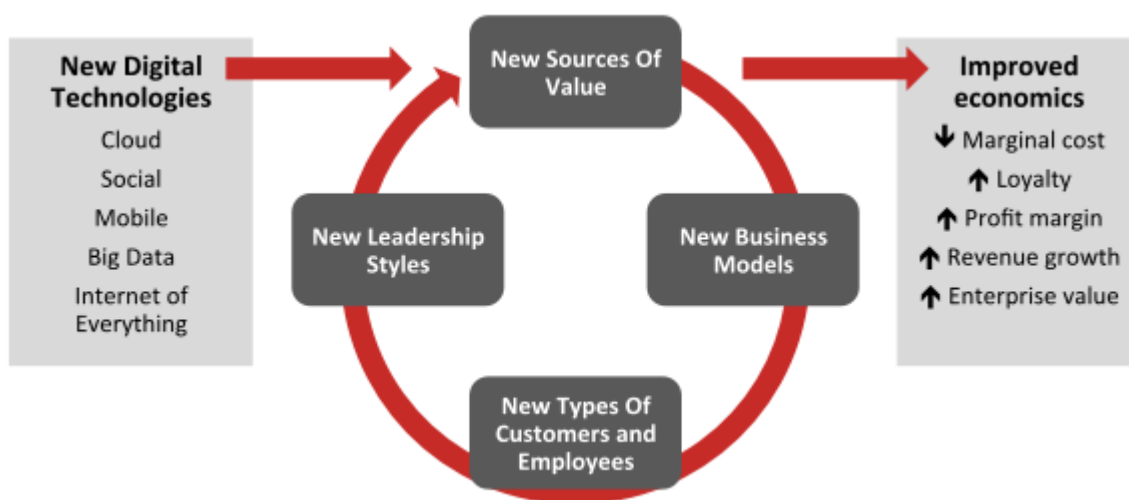 New Digital
Technologies
Cloud
Social
Mobile
Big Data
Internet of
Everything
New Sources Of
Value
New Leadership
Styles
New Business
Models
New Types Of
Customers and
Employees
Improved
economics
↓ Marginal cost
↑ Loyalty
↑ Profit margin
↑ Revenue growth
↑ Enterprise value